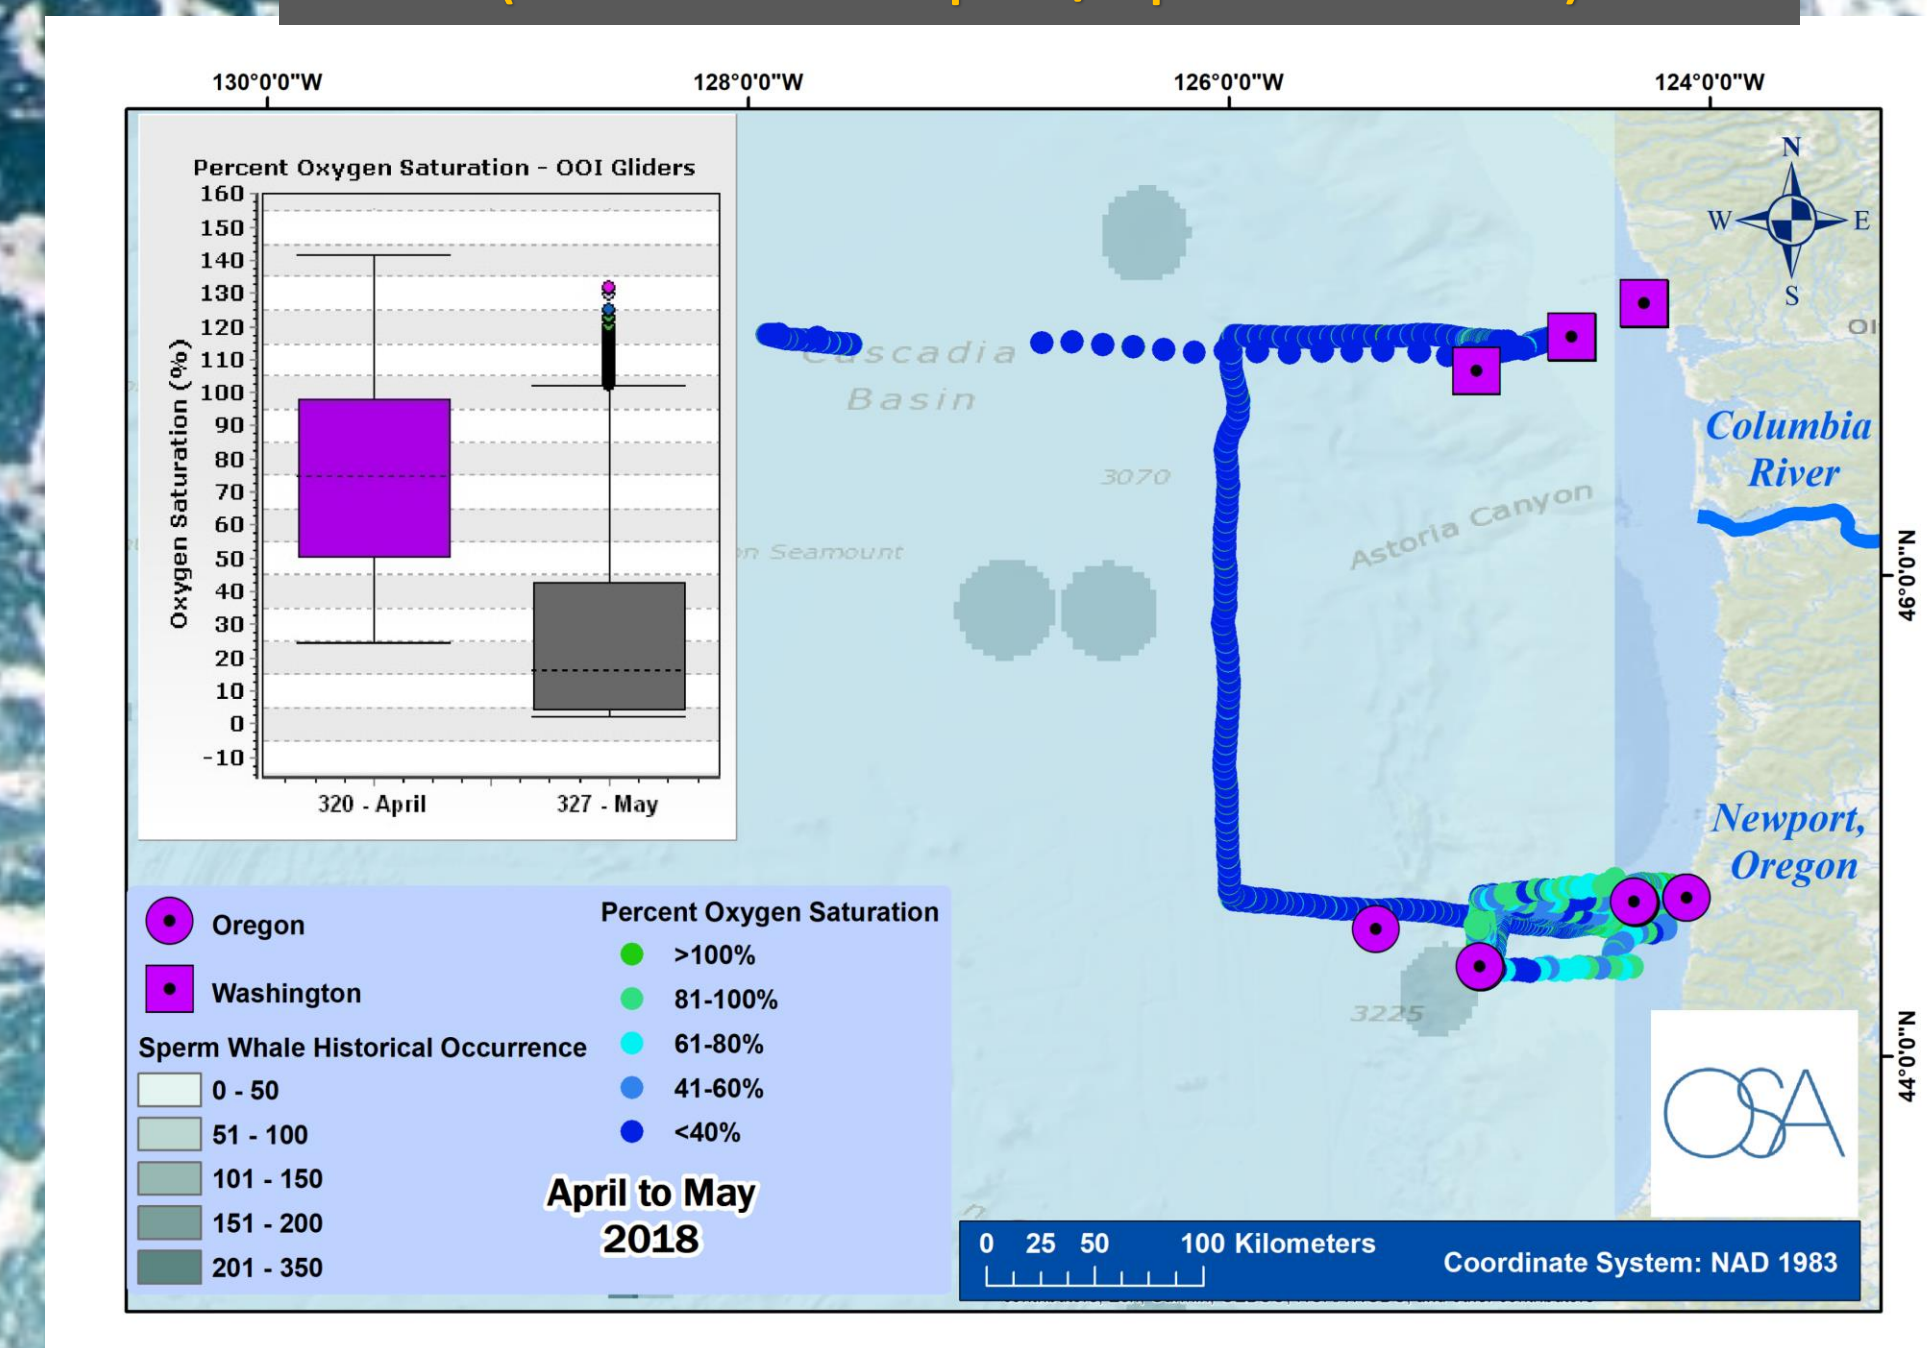 130°0'0"W 128°0'0"W 126°0'0"W 124°0'0"W
Percent Oxygen Saturation - OOI Gliders
160
150
140
130
120
110
100
90
80
70
60
50
40
30
20
10
0
-10
Oxygen Saturation (%)
320 - April 327 - May
N
W E
S
Cascadia
Basin
3070
Seamount
Astoria Canyon
3225
Columbia
River
Newport,
Oregon
46°0'0"N
44°0'0"N
Oregon
Washington
Sperm Whale Historical Occurrence
0 - 50
51 - 100
101 - 150
151 - 200
201 - 350
Percent Oxygen Saturation
>100%
81-100%
61-80%
41-60%
<40%
April to May
2018
OSA
0 25 50 100 Kilometers
Coordinate System: NAD 1983